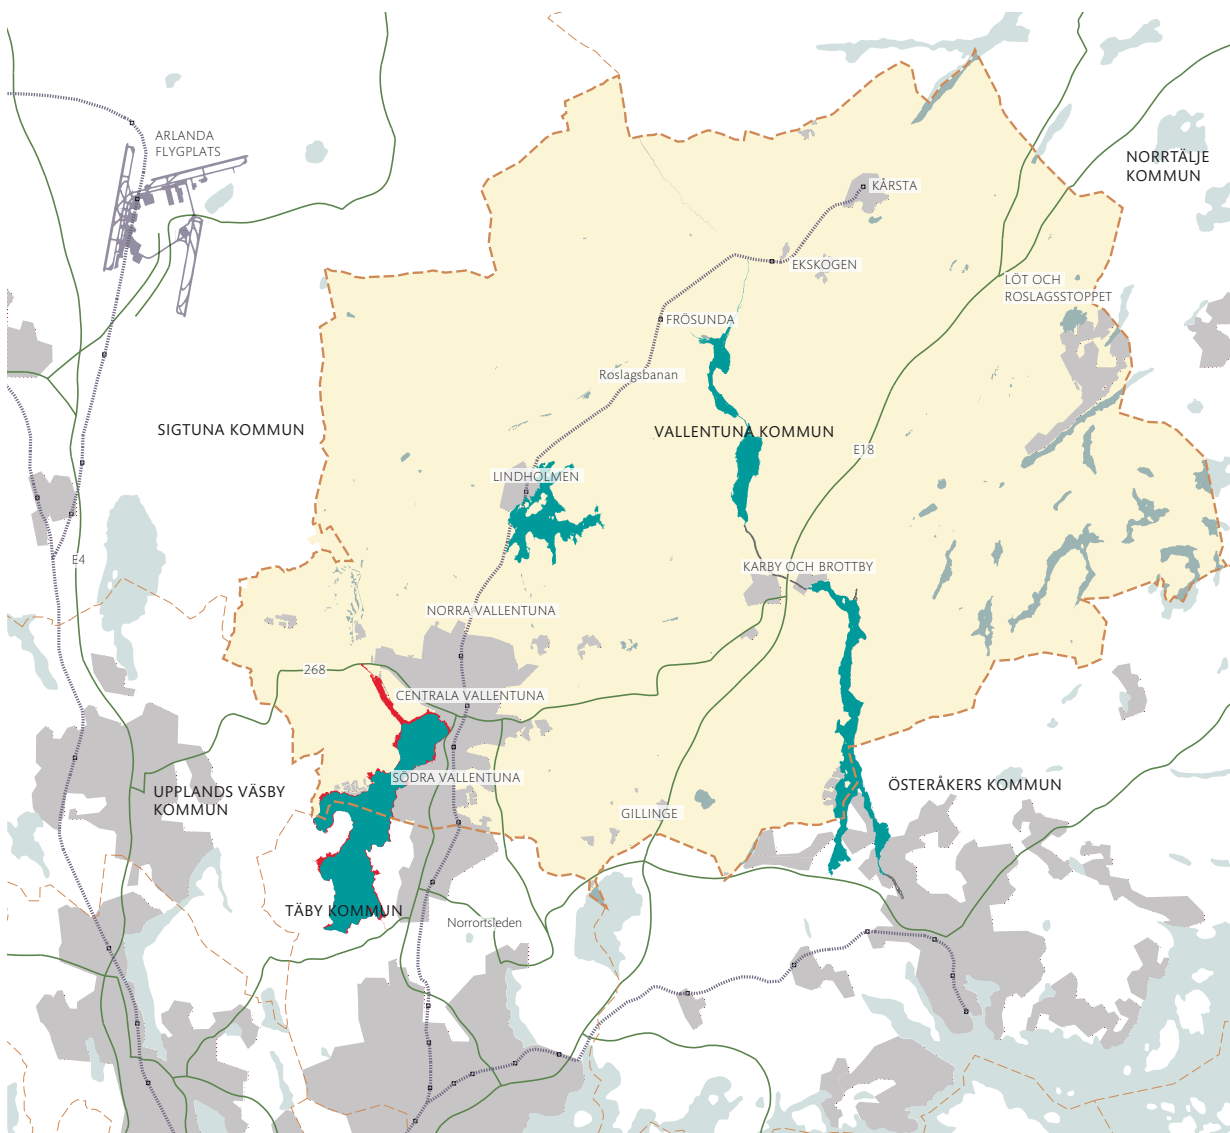 ARLANDA
FLYGPLATS
NORRTÄLJE
KOMMUN
KÅRSTA
EKSKOGEN
LÖT OCH
ROSLAGSSTOPPET
FRÖSUNDA
Roslagsbanan
SIGTUNA KOMMUN
VALLENTUNA KOMMUN
E18
LINDHOLMEN
E4
KARBY OCH BROTTBY
NORRA VALLENTUNA
268
CENTRALA VALLENTUNA
SÖDRA VALLENTUNA
UPPLANDS VÄSBY
KOMMUN
ÖSTERÅKERS KOMMUN
GILLINGE
TÄBY KOMMUN
Norrortsleden